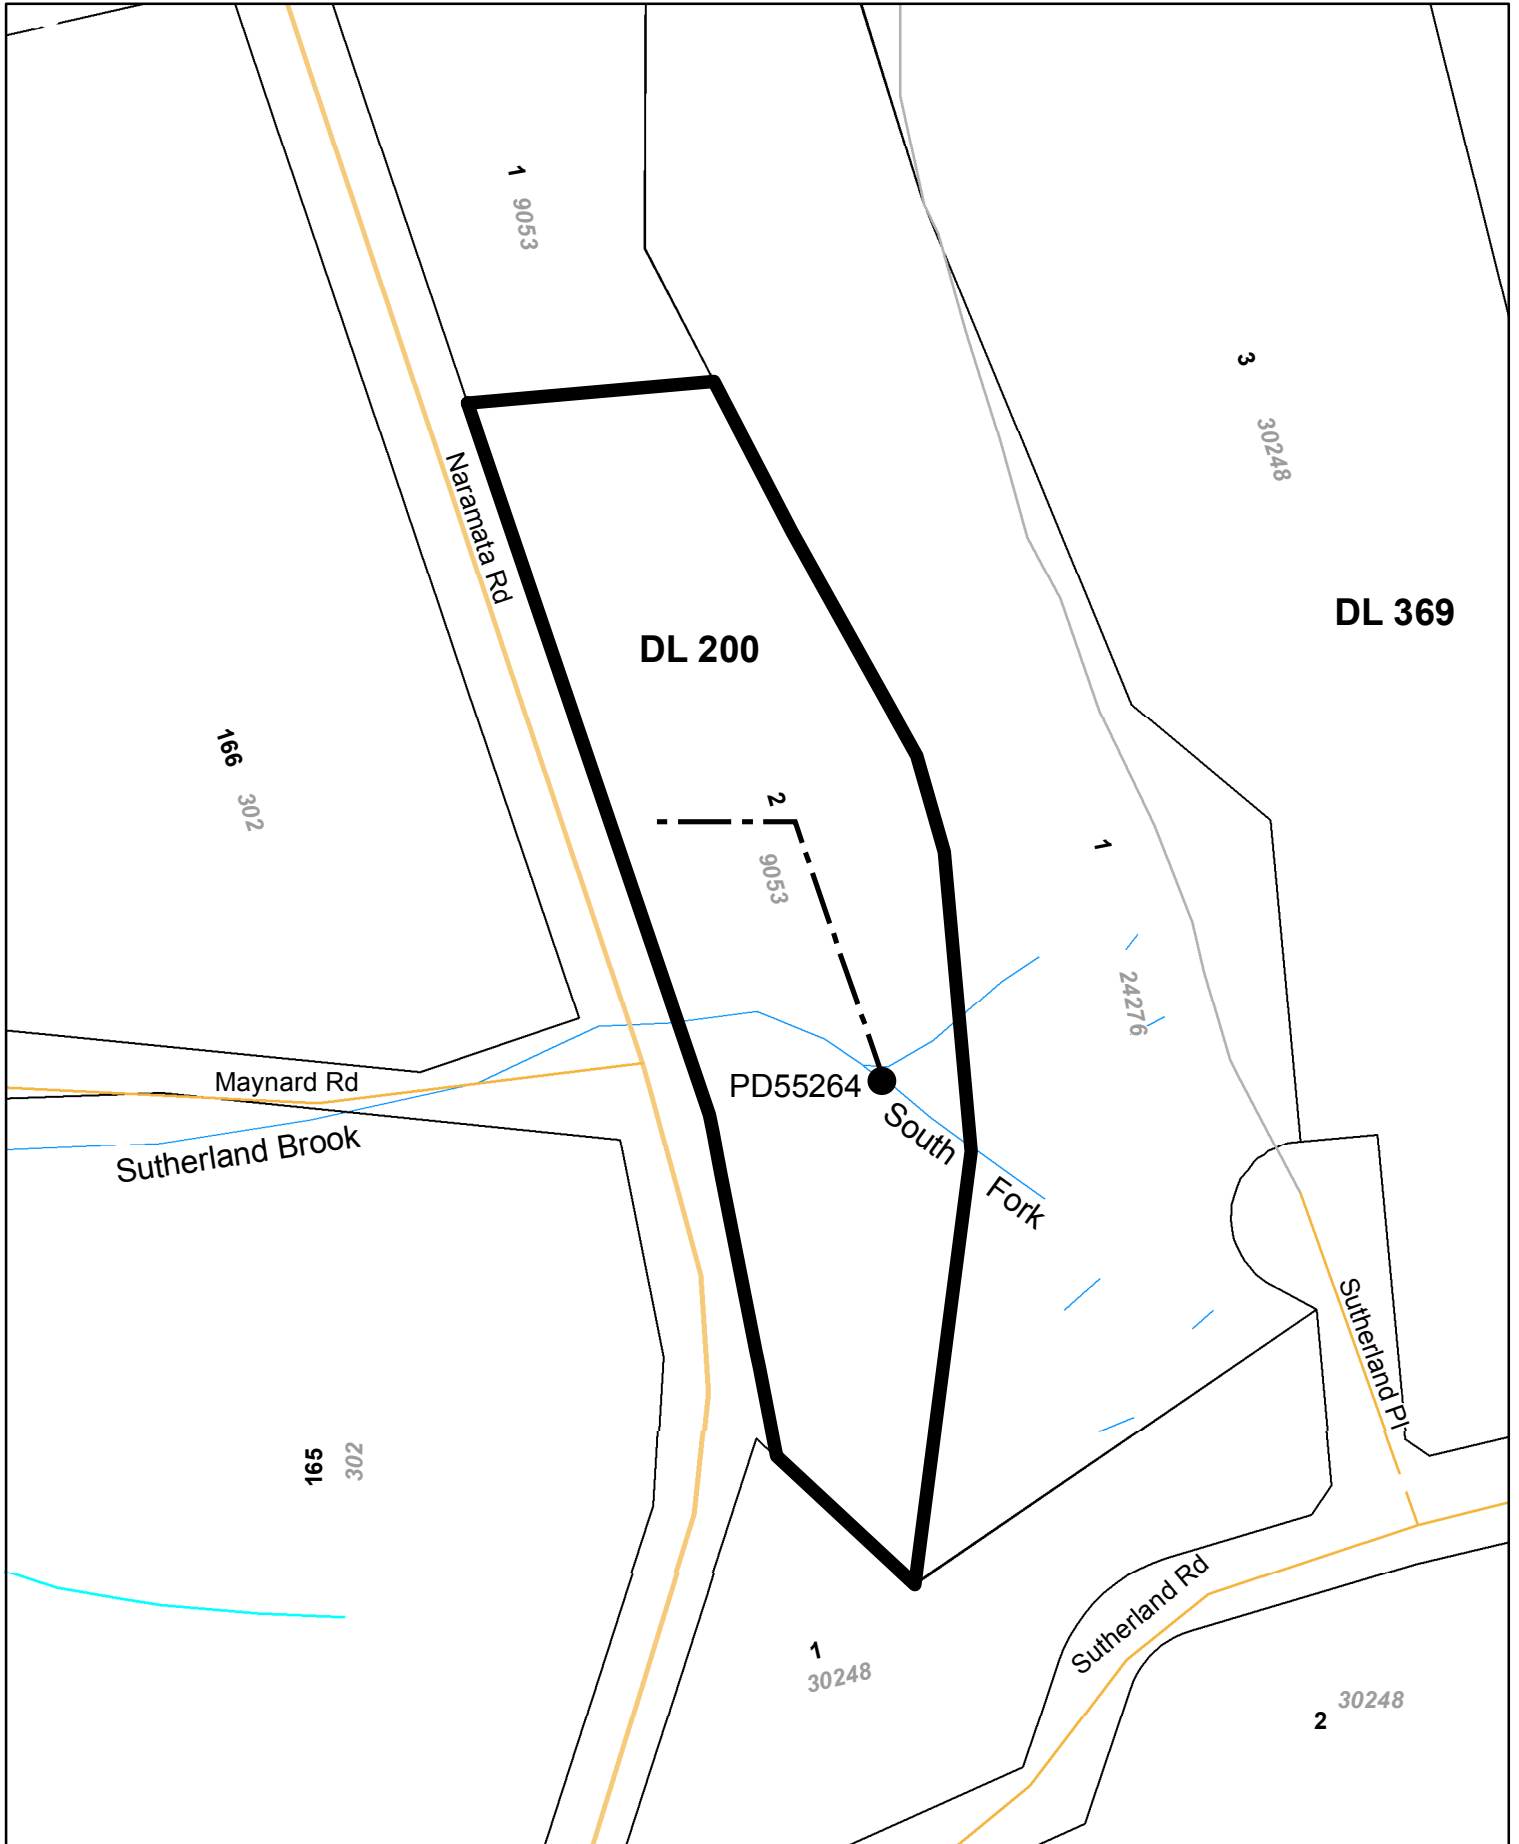 1
9053
3
30248
Naramata Rd
DL 369
DL 200
166
302
2
9053
1
24276
Maynard Rd
PD55264
Sutherland Brook
South
Fork
Sutherland Pl
165
302
Sutherland Rd
1
30248
30248
2